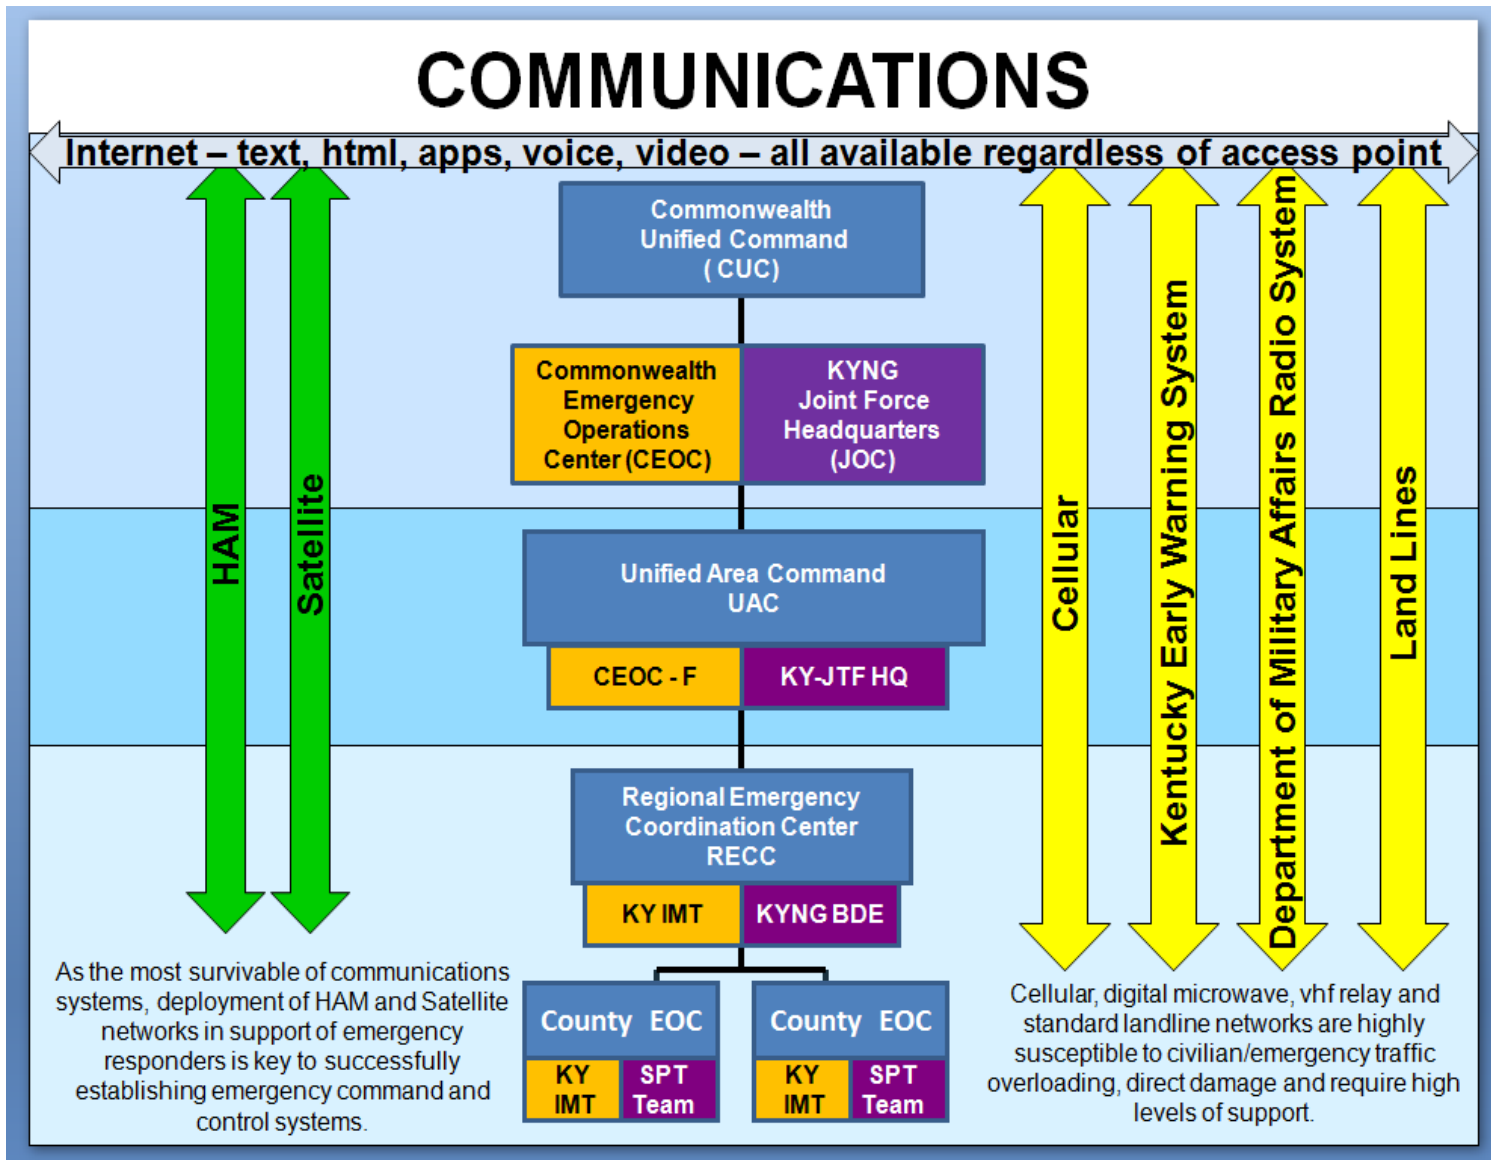 COMMUNICATIONS
Internet – text, html, apps, voice, video – all available regardless of access point
Commonwealth
Unified Command
( CUC)
Commonwealth
Emergency
Operations
Center (CEOC)
KYNG
Joint Force
Headquarters
(JOC)
HAM
Satellite
Unified Area Command
UAC
CEOC - F
KY-JTF HQ
Cellular
Kentucky Early Warning System
Department of Military Affairs Radio System
Land Lines
Regional Emergency
Coordination Center
RECC
KY IMT
KYNG BDE
County EOC
KY
IMT
SPT
Team
County EOC
KY
IMT
SPT
Team
As the most survivable of communications
systems, deployment of HAM and Satellite
networks in support of emergency
responders is key to successfully
establishing emergency command and
control systems.
Cellular, digital microwave, vhf relay and
standard landline networks are highly
susceptible to civilian/emergency traffic
overloading, direct damage and require high
levels of support.